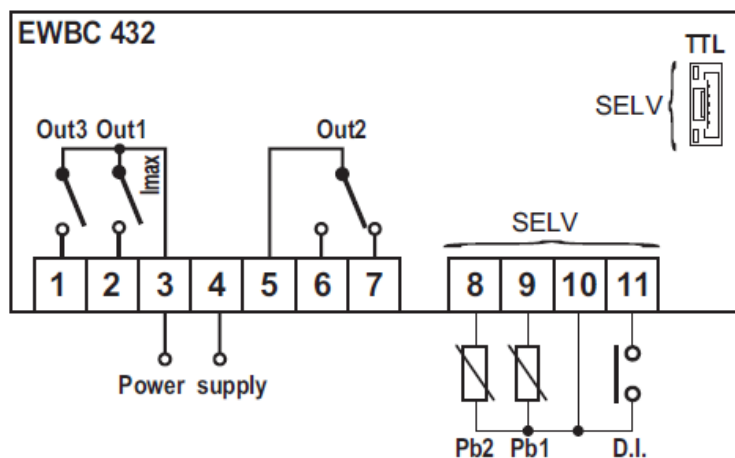 EWBC 432
TTL
SELV
Out3 Out1 Out2
Imax
SELV
1 2 3 4 5 6 7 8 9 10 11
Power supply
Pb2 Pb1 D.I.